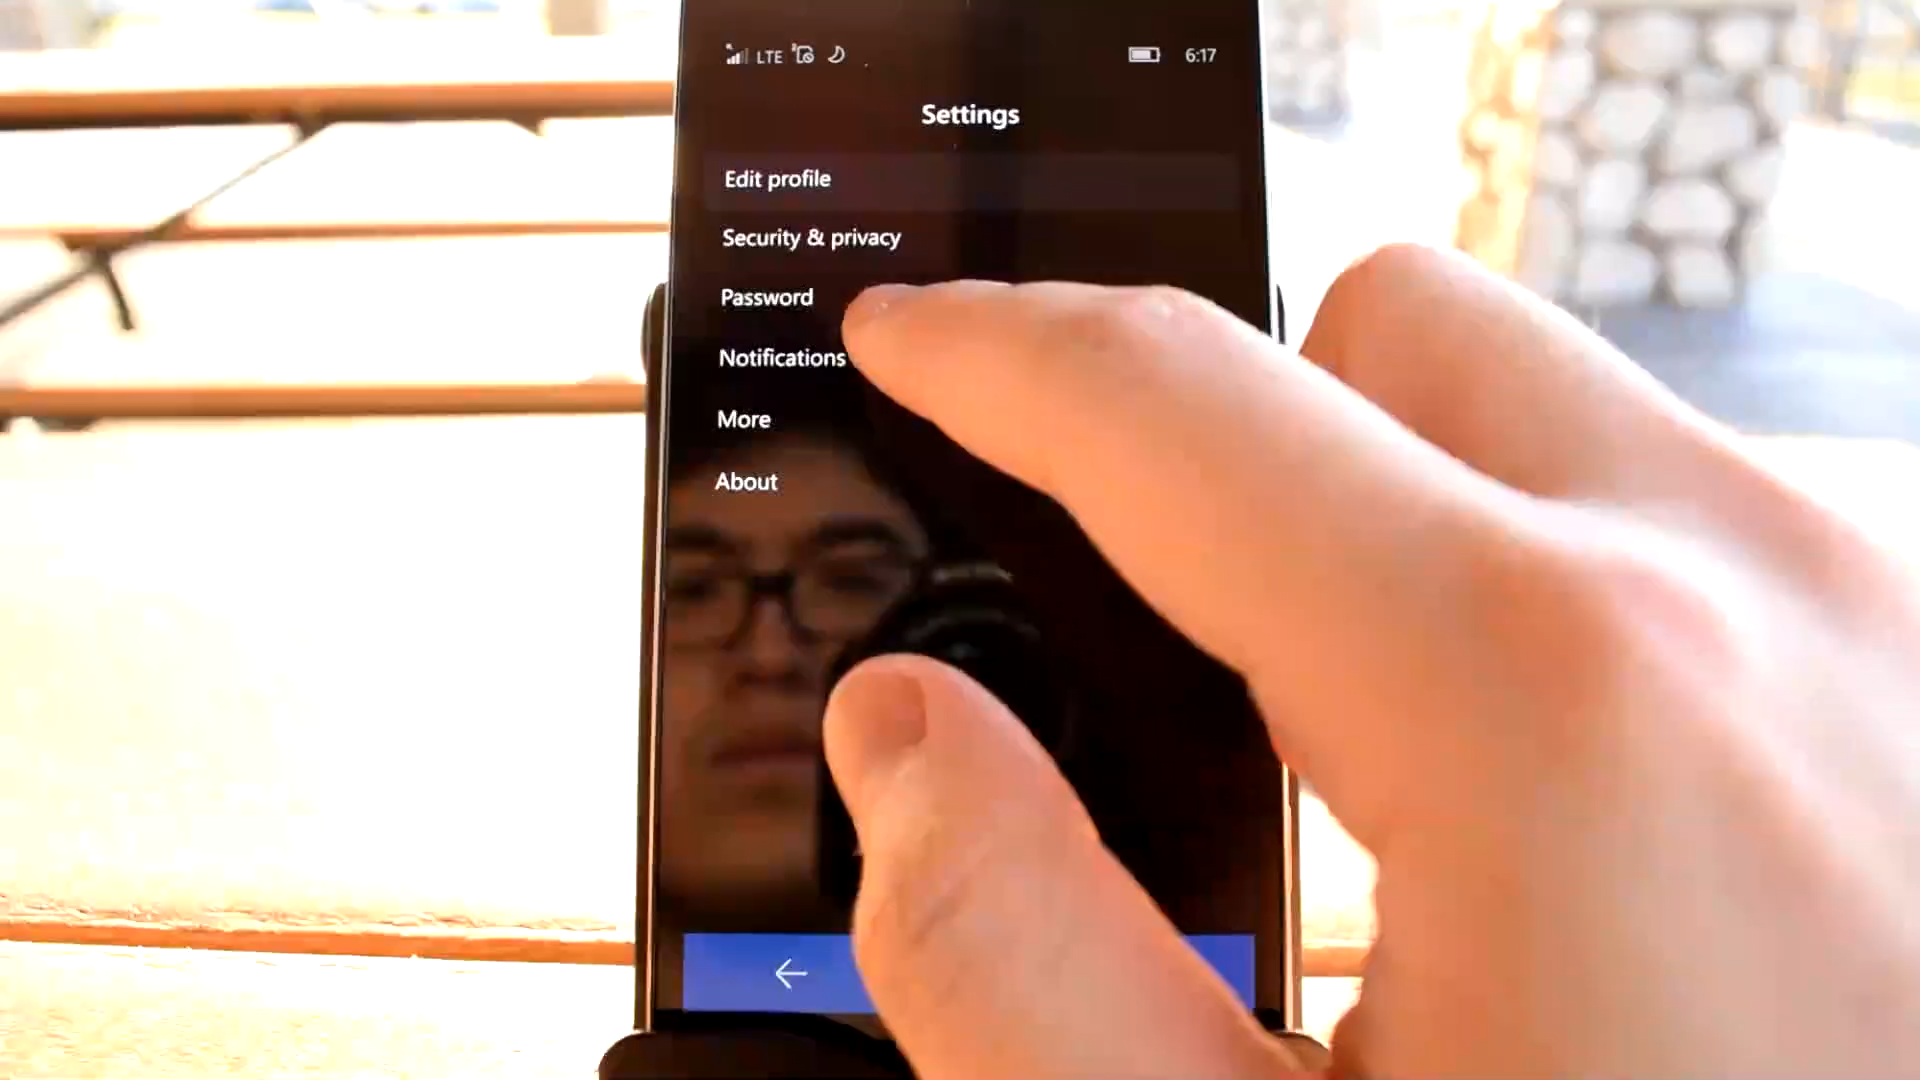 LTE 6:17
Settings
Edit profile
Security & privacy
Password
Notifications
More
About